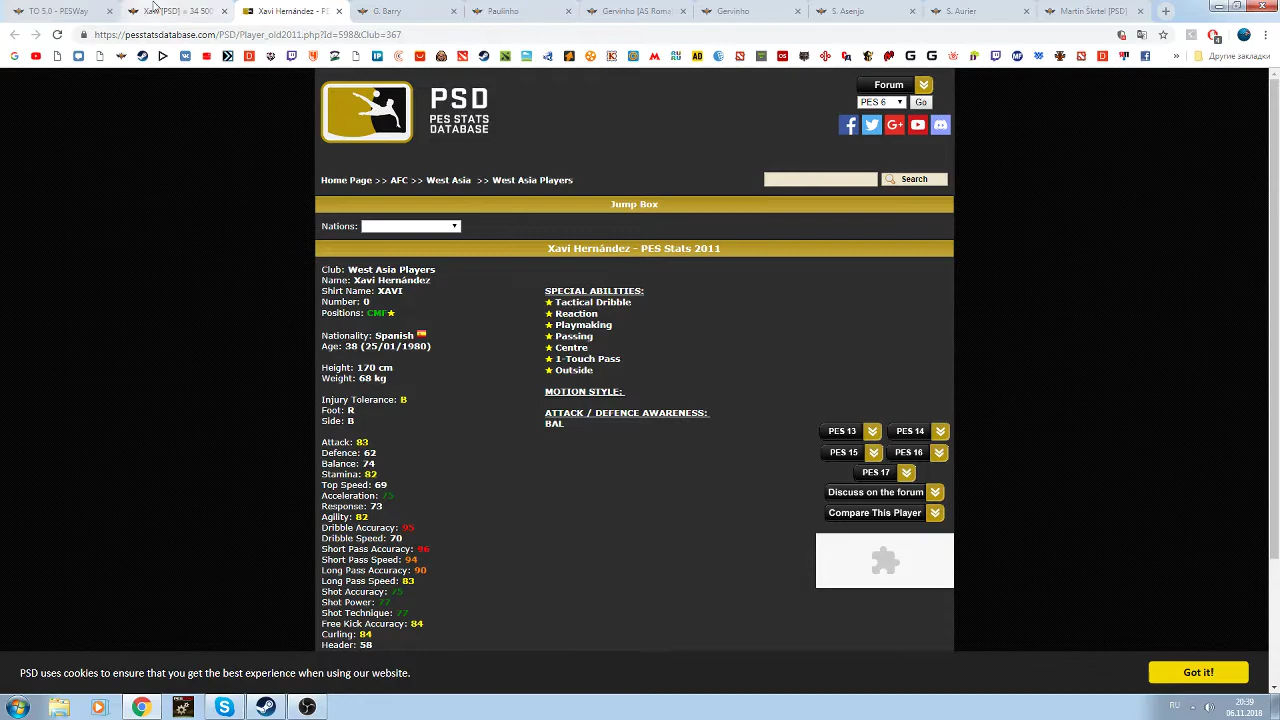 TO 5.0 - PESWay
Xavi [PSD] = 34 500
Xavi Hernández - PE
G. Barry
Paulinho
Gervinho [AS Rom
Gervinho
S. Asenjo
S. Aurier
Martin Škrtel [PSD]
https://pesstatsdatabase.com/PSD/Player_old2011.php?Id=598&Club=367
Другие закладки
PSD
PES STATS
DATABASE
Forum
PES 6
Go
Home Page >> AFC >> West Asia >> West Asia Players
Search
Jump Box
Nations:
Xavi Hernández - PES Stats 2011
Club: West Asia Players
Name: Xavi Hernández
Shirt Name: XAVI
Number: 0
Positions: CMF★
Nationality: Spanish
Age: 38 (25/01/1980)
Height: 170 cm
Weight: 68 kg
Injury Tolerance: B
Foot: R
Side: B
Attack: 83
Defence: 62
Balance: 74
Stamina: 82
Top Speed: 69
Acceleration: 75
Response: 73
Agility: 82
Dribble Accuracy: 95
Dribble Speed: 70
Short Pass Accuracy: 96
Short Pass Speed: 94
Long Pass Accuracy: 90
Long Pass Speed: 83
Shot Accuracy: 75
Shot Power: 77
Shot Technique: 77
Free Kick Accuracy: 84
Curling: 84
Header: 58
SPECIAL ABILITIES:
★ Tactical Dribble
★ Reaction
★ Playmaking
★ Passing
★ Centre
★ 1-Touch Pass
★ Outside
MOTION STYLE:
ATTACK / DEFENCE AWARENESS:
BAL
PES 13
PES 14
PES 15
PES 16
PES 17
Discuss on the forum
Compare This Player
PSD uses cookies to ensure that you get the best experience when using our website.
Got it!
RU
20:39
06.11.2018